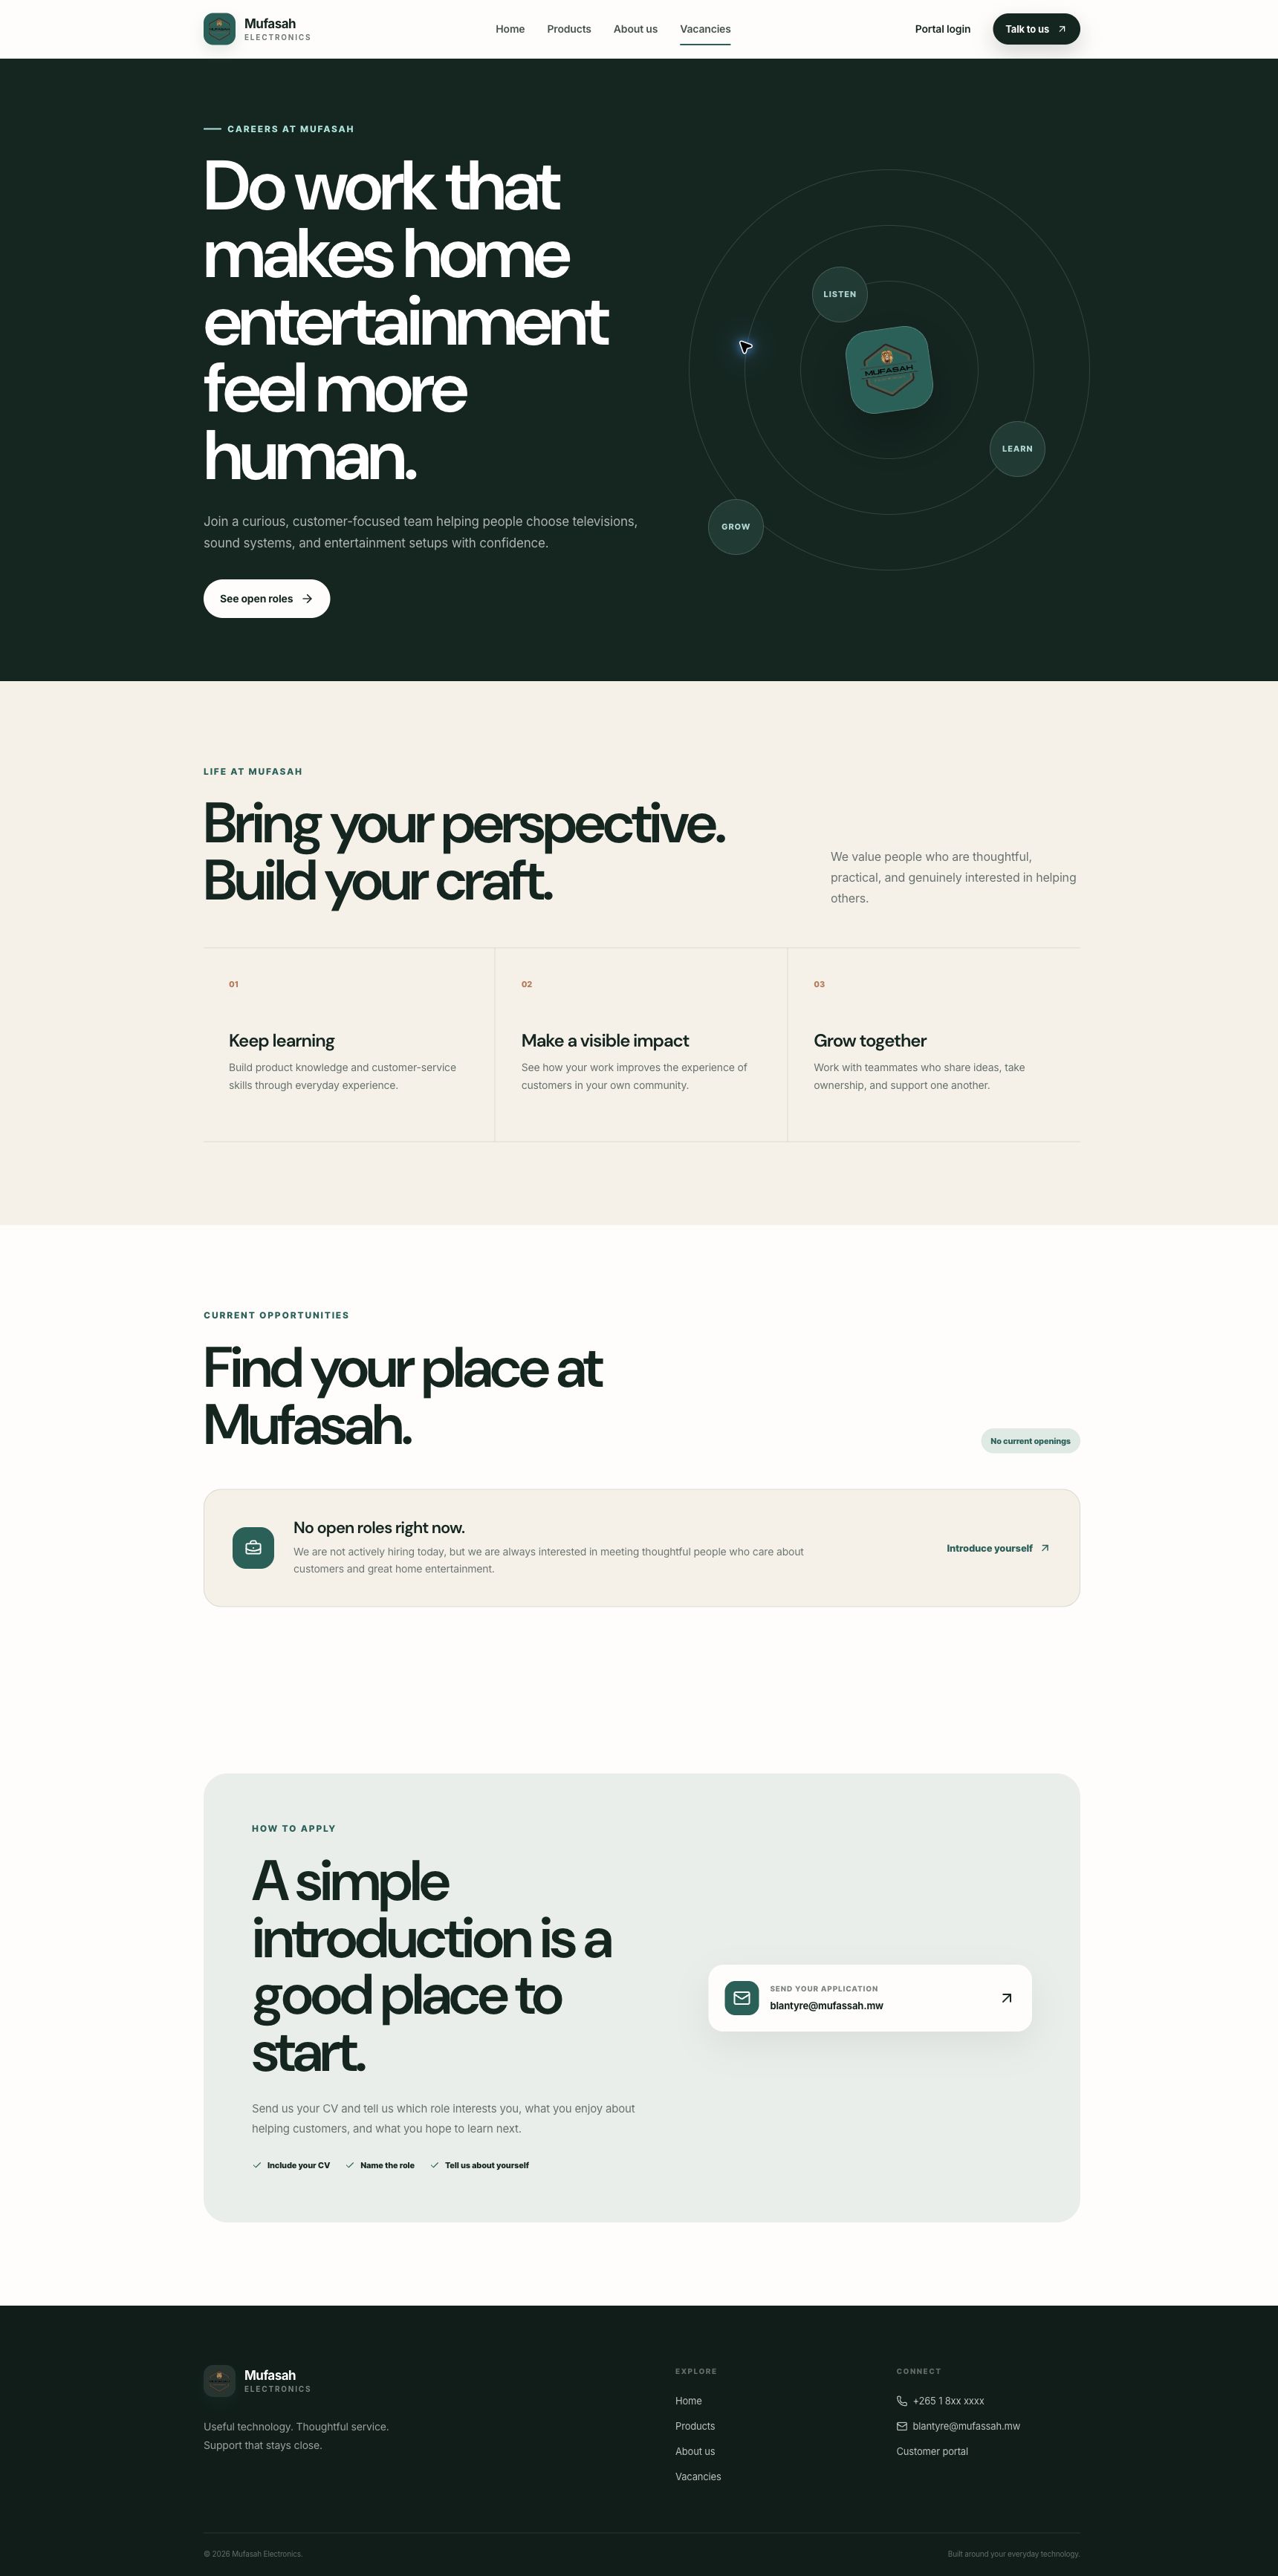 Mufasah
ELECTRONICS
Home
Products
About us
Vacancies
Portal login
Talk to us
CAREERS AT MUFASAH
Do work that
makes home
entertainment
feel more
human.
Join a curious, customer-focused team helping people choose televisions,
sound systems, and entertainment setups with confidence.
See open roles
LISTEN
MUFASAH
LEARN
GROW
LIFE AT MUFASAH
Bring your perspective.
Build your craft.
We value people who are thoughtful,
practical, and genuinely interested in helping
others.
01
Keep learning
Build product knowledge and customer-service
skills through everyday experience.
02
Make a visible impact
See how your work improves the experience of
customers in your own community.
03
Grow together
Work with teammates who share ideas, take
ownership, and support one another.
CURRENT OPPORTUNITIES
Find your place at
Mufasah.
No current openings
No open roles right now.
We are not actively hiring today, but we are always interested in meeting thoughtful people who care about
customers and great home entertainment.
Introduce yourself
HOW TO APPLY
A simple
introduction is a
good place to
start.
Send us your CV and tell us which role interests you, what you enjoy about
helping customers, and what you hope to learn next.
Include your CV
Name the role
Tell us about yourself
SEND YOUR APPLICATION
blantyre@mufassah.mw
Mufasah
ELECTRONICS
Useful technology. Thoughtful service.
Support that stays close.
EXPLORE
Home
Products
About us
Vacancies
CONNECT
+265 1 8xx xxxx
blantyre@mufassah.mw
Customer portal
© 2026 Mufasah Electronics.
Built around your everyday technology.